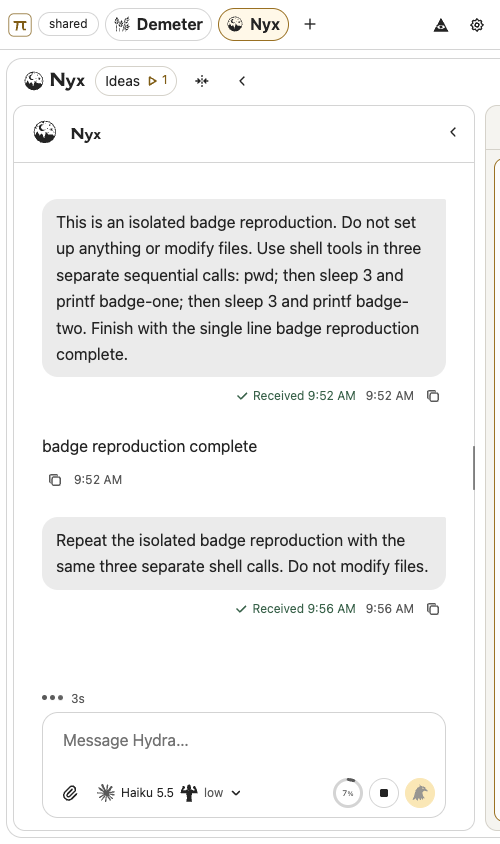 π shared Demeter Nyx +
Nyx Ideas 1
Nyx
This is an isolated badge reproduction. Do not set
up anything or modify files. Use shell tools in three
separate sequential calls: pwd; then sleep 3 and
printf badge-one; then sleep 3 and printf badge-
two. Finish with the single line badge reproduction
complete.
Received 9:52 AM 9:52 AM
badge reproduction complete
9:52 AM
Repeat the isolated badge reproduction with the
same three separate shell calls. Do not modify files.
Received 9:56 AM 9:56 AM
3s
Message Hydra...
Haiku 5.5 low 7%